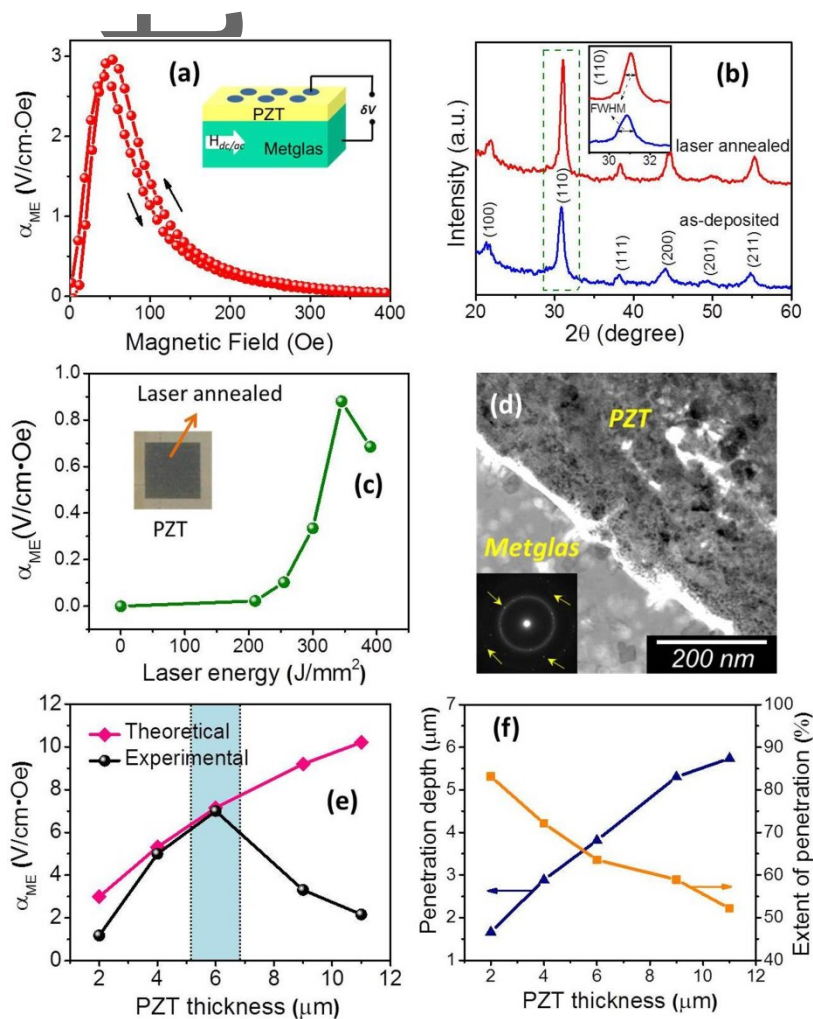 (a)
α_ME (V/cm·Oe)
3
2
1
0
0 100 200 300 400
Magnetic Field (Oe)
PZT
H_dc/ac
Metglas
δV
(b)
Intensity (a.u.)
(110)
FWHM
30 32
laser annealed
as-deposited
(100)
(110)
(111)
(200)
(201)
(211)
20 30 40 50 60
2θ (degree)
Laser annealed
PZT
(c)
α_ME (V/cm•Oe)
1.0
0.8
0.6
0.4
0.2
0.0
0 100 200 300 400
Laser energy (J/mm²)
(d)
PZT
Metglas
200 nm
Theoretical
Experimental
(e)
α_ME (V/cm•Oe)
12
10
8
6
4
2
0
2 4 6 8 10 12
PZT thickness (μm)
(f)
Penetration depth (μm)
7
6
5
4
3
2
1
100
90
80
70
60
50
40
Extent of penetration (%)
2 4 6 8 10 12
PZT thickness (μm)